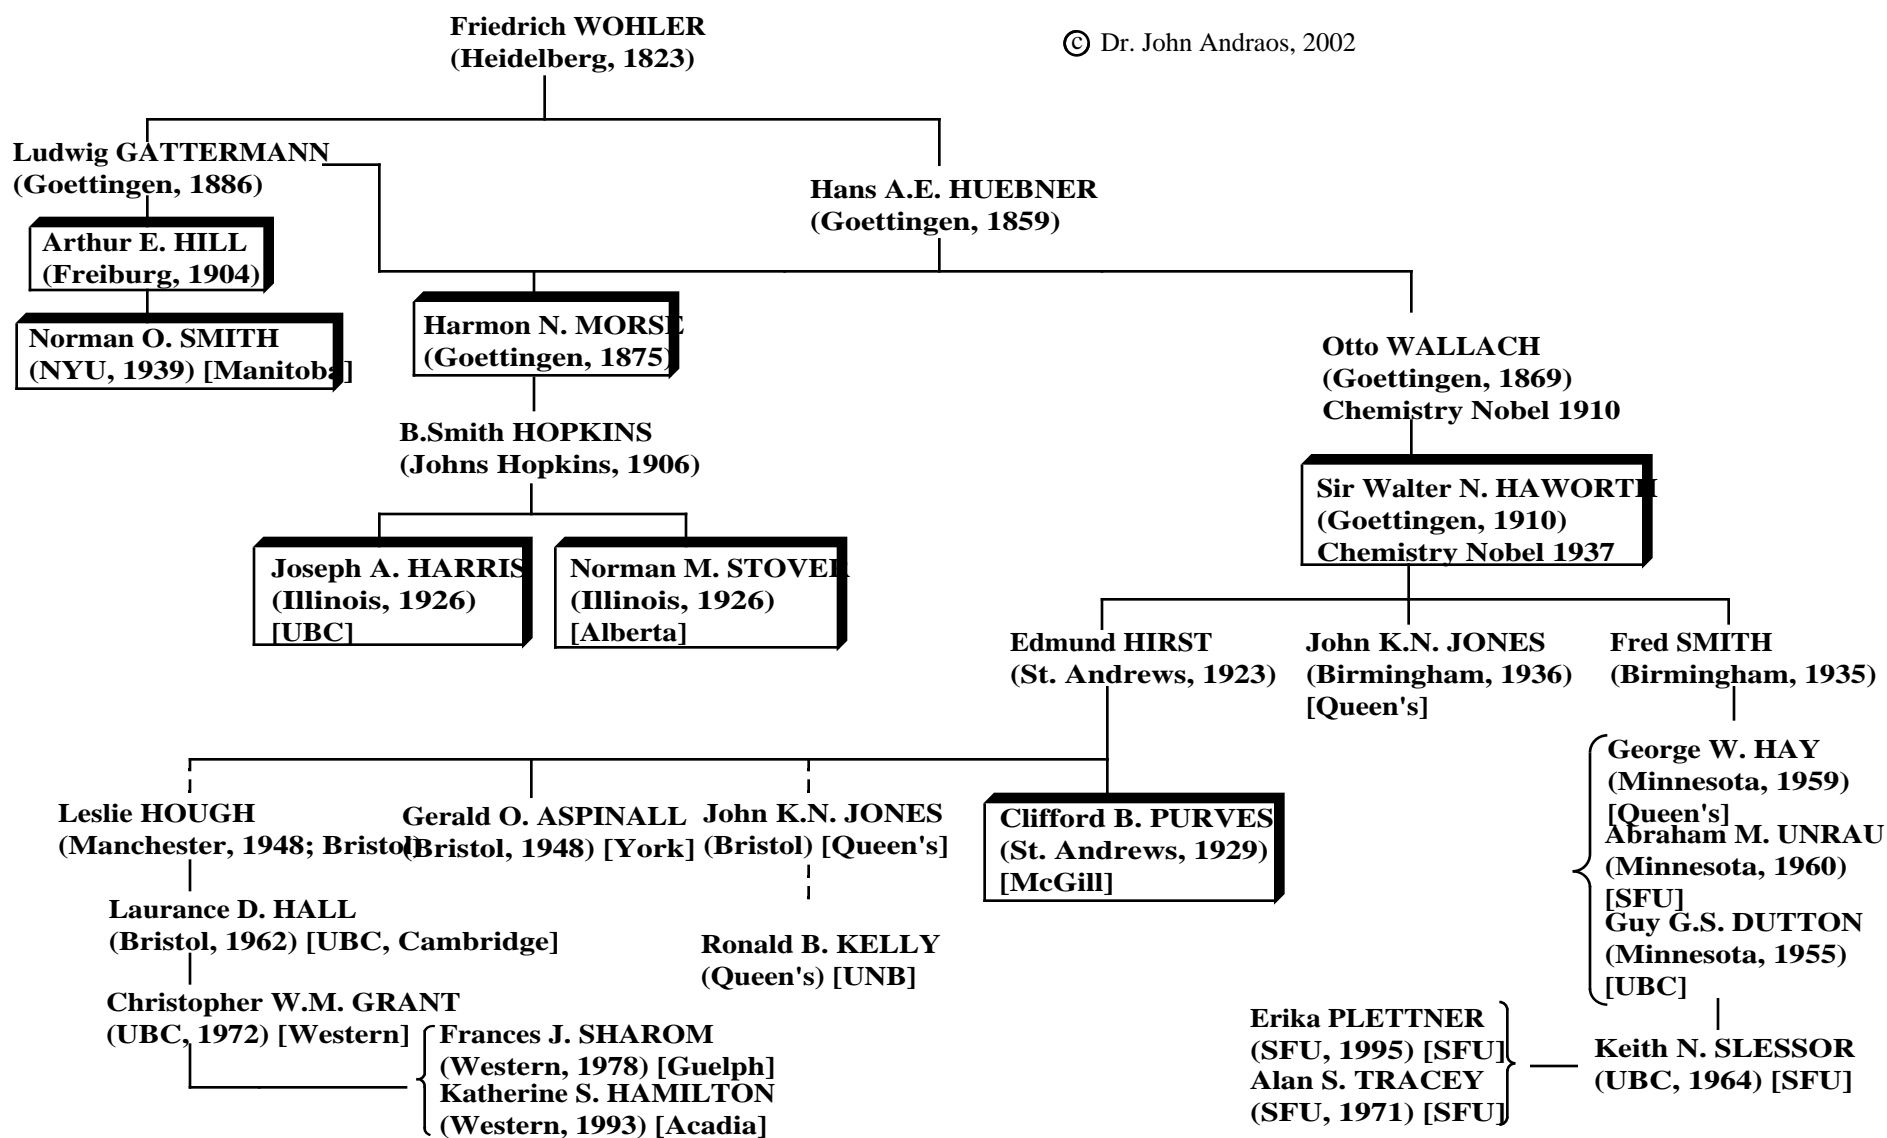 Friedrich WOHLER
(Heidelberg, 1823)
© Dr. John Andraos, 2002
Ludwig GATTERMANN
(Goettingen, 1886)
Hans A.E. HUEBNER
(Goettingen, 1859)
Arthur E. HILL
(Freiburg, 1904)
Norman O. SMITH
(NYU, 1939) [Manitoba]
Harmon N. MORSE
(Goettingen, 1875)
Otto WALLACH
(Goettingen, 1869)
Chemistry Nobel 1910
B.Smith HOPKINS
(Johns Hopkins, 1906)
Sir Walter N. HAWORTH
(Goettingen, 1910)
Chemistry Nobel 1937
Joseph A. HARRIS
(Illinois, 1926)
[UBC]
Norman M. STOVER
(Illinois, 1926)
[Alberta]
Edmund HIRST
(St. Andrews, 1923)
John K.N. JONES
(Birmingham, 1936)
[Queen's]
Fred SMITH
(Birmingham, 1935)
Leslie HOUGH
(Manchester, 1948; Bristol)
Gerald O. ASPINALL
(Bristol, 1948) [York]
John K.N. JONES
(Bristol) [Queen's]
Clifford B. PURVES
(St. Andrews, 1929)
[McGill]
George W. HAY
(Minnesota, 1959)
[Queen's]
Abraham M. UNRAU
(Minnesota, 1960)
[SFU]
Guy G.S. DUTTON
(Minnesota, 1955)
[UBC]
Laurance D. HALL
(Bristol, 1962) [UBC, Cambridge]
Ronald B. KELLY
(Queen's) [UNB]
Christopher W.M. GRANT
(UBC, 1972) [Western]
Frances J. SHAROM
(Western, 1978) [Guelph]
Katherine S. HAMILTON
(Western, 1993) [Acadia]
Erika PLETTNER
(SFU, 1995) [SFU]
Alan S. TRACEY
(SFU, 1971) [SFU]
Keith N. SLESSOR
(UBC, 1964) [SFU]